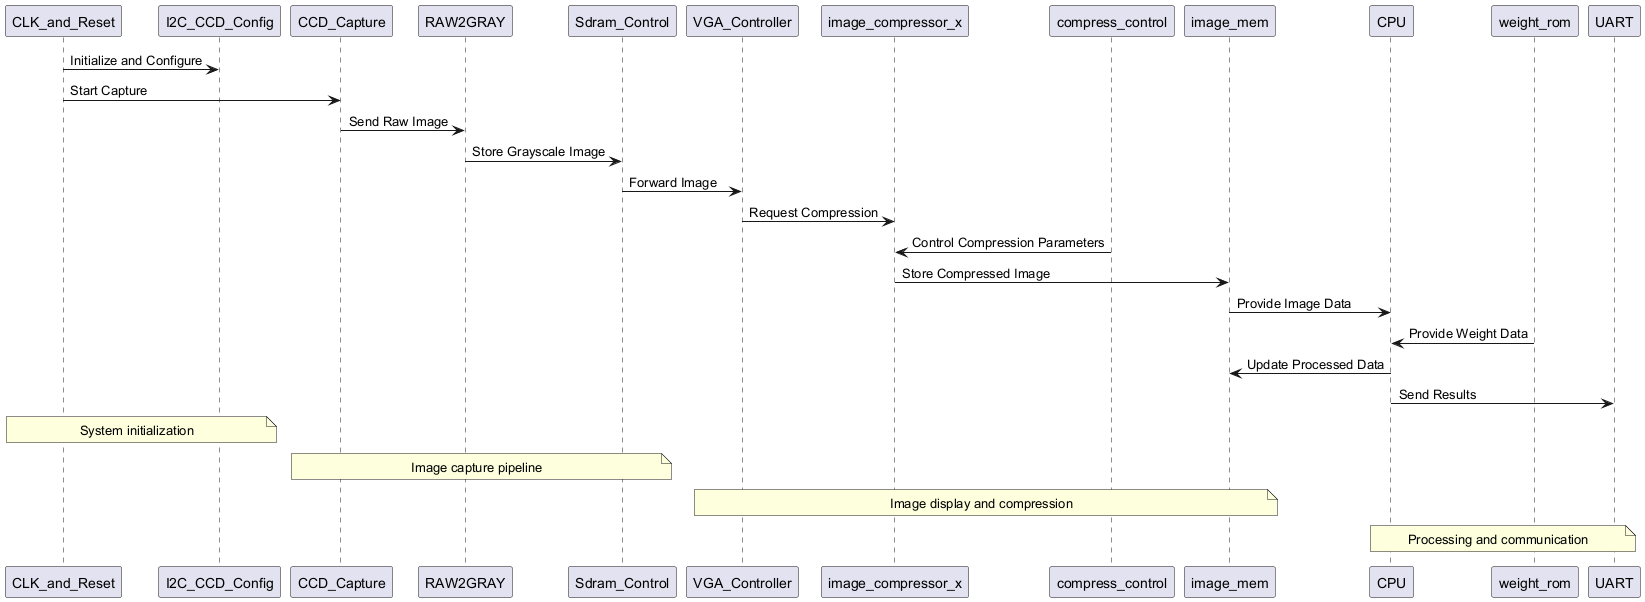 CLK_and_Reset I2C_CCD_Config CCD_Capture RAW2GRAY Sdram_Control VGA_Controller image_compressor_x compress_control image_mem CPU weight_rom UART
Initialize and Configure
Start Capture
Send Raw Image
Store Grayscale Image
Forward Image
Request Compression
Control Compression Parameters
Store Compressed Image
Provide Image Data
Provide Weight Data
Update Processed Data
Send Results
System initialization
Image capture pipeline
Image display and compression
Processing and communication
CLK_and_Reset I2C_CCD_Config CCD_Capture RAW2GRAY Sdram_Control VGA_Controller image_compressor_x compress_control image_mem CPU weight_rom UART